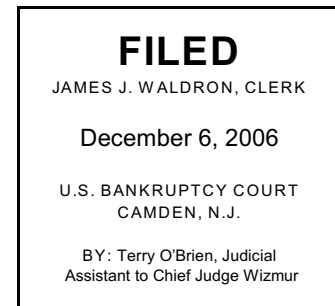 FILED
JAMES J. WALDRON, CLERK
December 6, 2006
U.S. BANKRUPTCY COURT
CAMDEN, N.J.
BY: Terry O'Brien, Judicial
Assistant to Chief Judge Wizmur